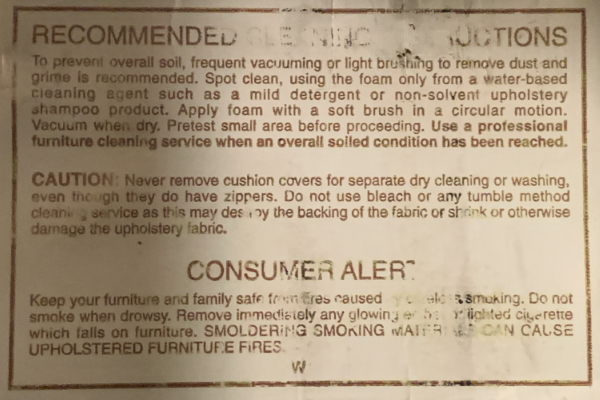 RECOMMENDED CLEANING INSTRUCTIONS
To prevent overall soil, frequent vacuuming or light brushing to remove dust and
grime is recommended. Spot clean, using the foam only from a water-based
cleaning agent such as a mild detergent or non-solvent upholstery
shampoo product. Apply foam with a soft brush in a circular motion.
Vacuum when dry. Pretest small area before proceeding. Use a professional
furniture cleaning service when an overall soiled condition has been reached.
CAUTION: Never remove cushion covers for separate dry cleaning or washing,
even though they do have zippers. Do not use bleach or any tumble method
cleaning service as this may destroy the backing of the fabric or shrink or otherwise
damage the upholstery fabric.
CONSUMER ALERT
Keep your furniture and family safe from fires caused by careless smoking. Do not
smoke when drowsy. Remove immediately any glowing lighted cigarette
which falls on furniture. SMOLDERING SMOKING MATERIALS CAN CAUSE
UPHOLSTERED FURNITURE FIRES.
W